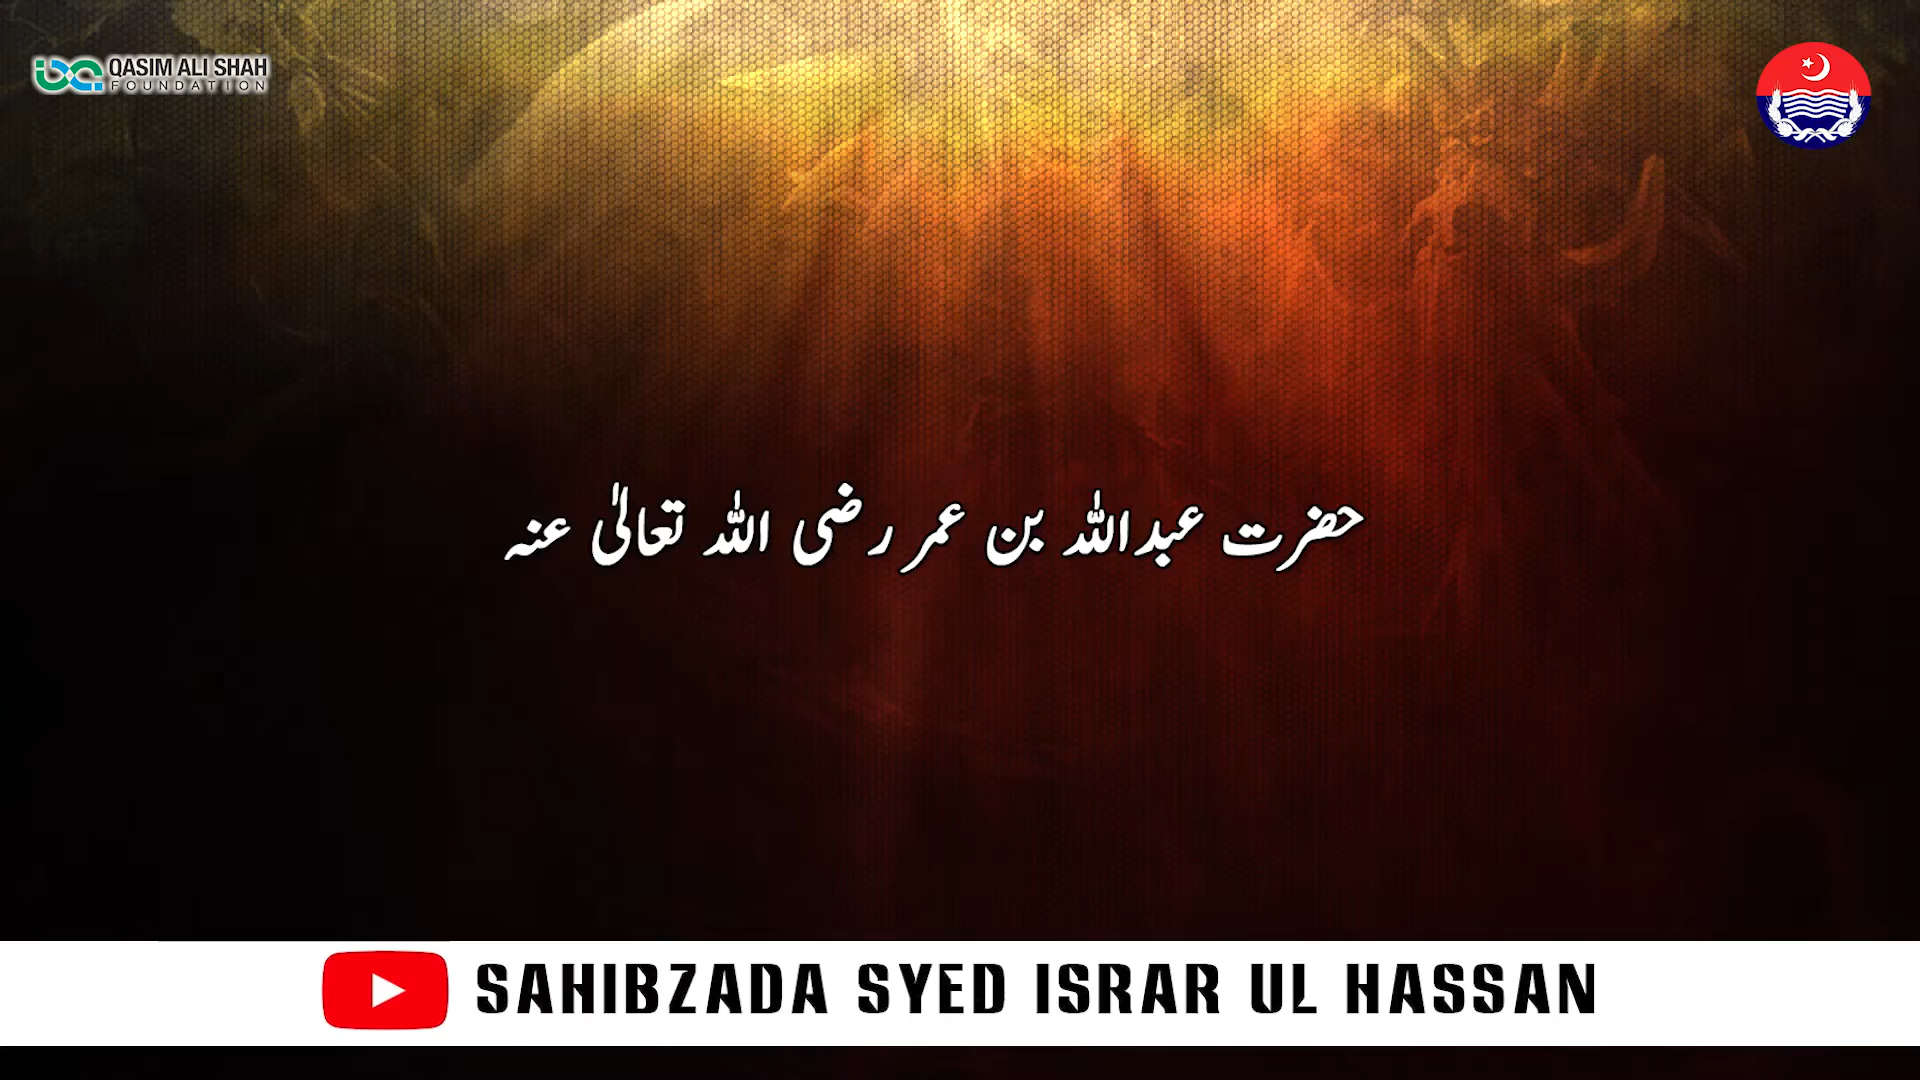 QASIM ALI SHAH
FOUNDATION
حضرت عبداللہ بن عمر رضی اللہ تعالیٰ عنہ
SAHIBZADA SYED ISRAR UL HASSAN